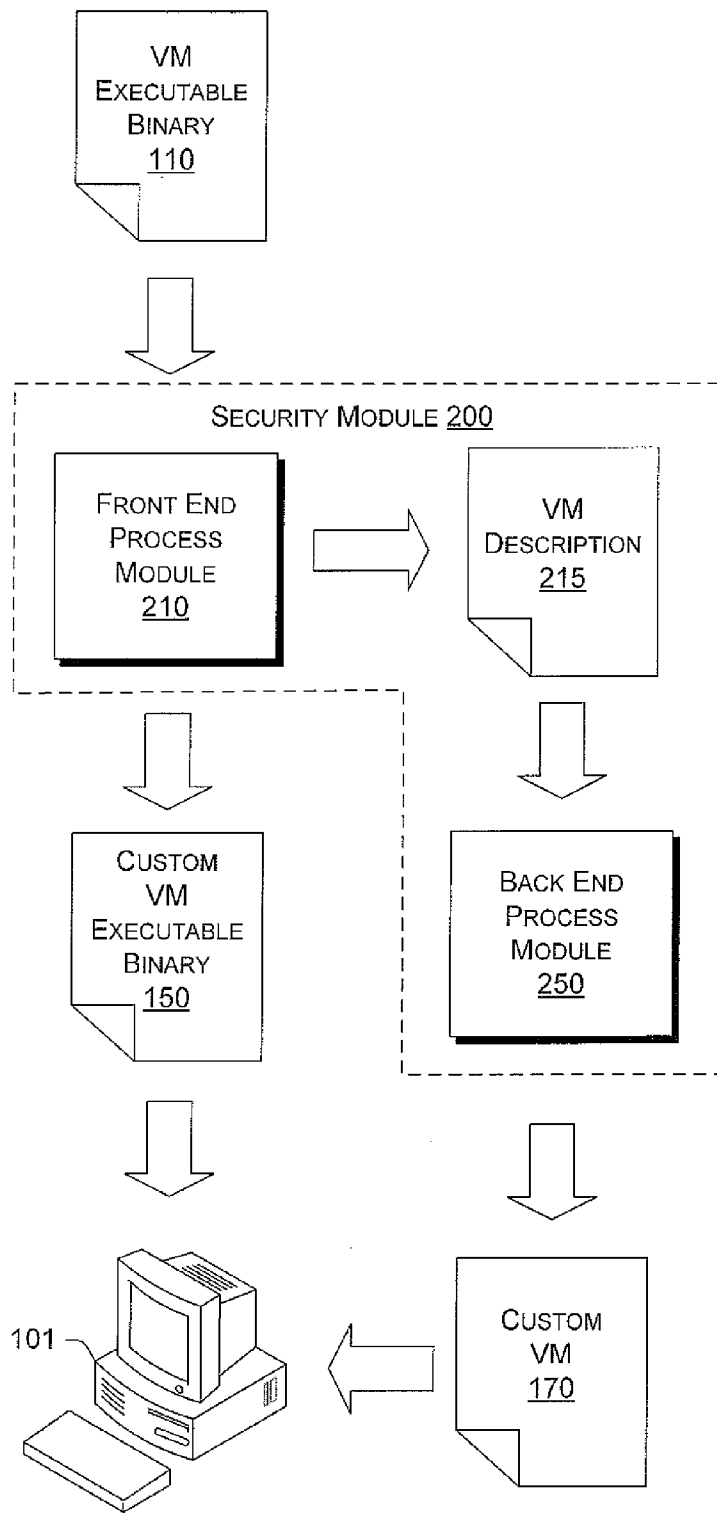 VM
EXECUTABLE
BINARY
110
SECURITY MODULE 200
FRONT END
PROCESS
MODULE
210
VM
DESCRIPTION
215
CUSTOM
VM
EXECUTABLE
BINARY
150
BACK END
PROCESS
MODULE
250
101
CUSTOM
VM
170